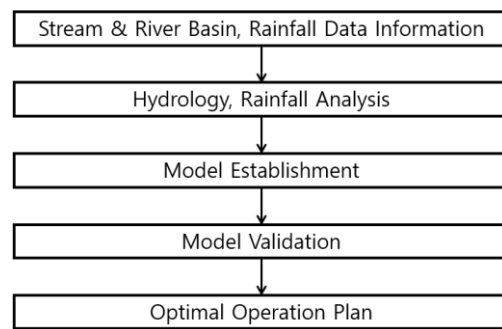 Stream & River Basin, Rainfall Data Information
Hydrology, Rainfall Analysis
Model Establishment
Model Validation
Optimal Operation Plan